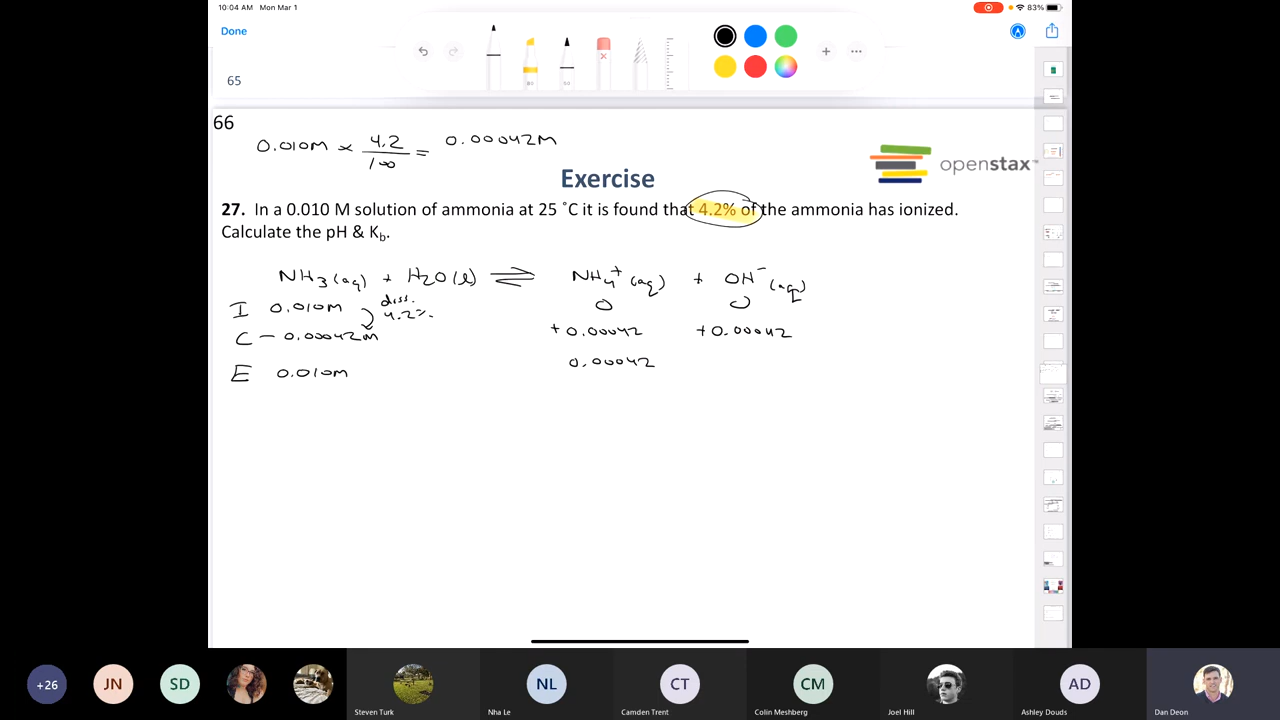 10:04 AM Mon Mar 1
83%
Done
65
66
0.010M × 4.2/100 = 0.00042M
openstax™
Exercise
27. In a 0.010 M solution of ammonia at 25 ˚C it is found that 4.2% of the ammonia has ionized.
Calculate the pH & Kb.
NH3(aq) + H2O(l) ⇌ NH4+(aq) + OH-(aq)
I 0.010M diss. 4.2% 0 0
C - 0.00042M +0.00042 +0.00042
E 0.010M 0.00042
+26 JN SD NL CT CM AD
Steven Turk Nha Le Camden Trent Colin Meshberg Joel Hill Ashley Douds Dan Deon